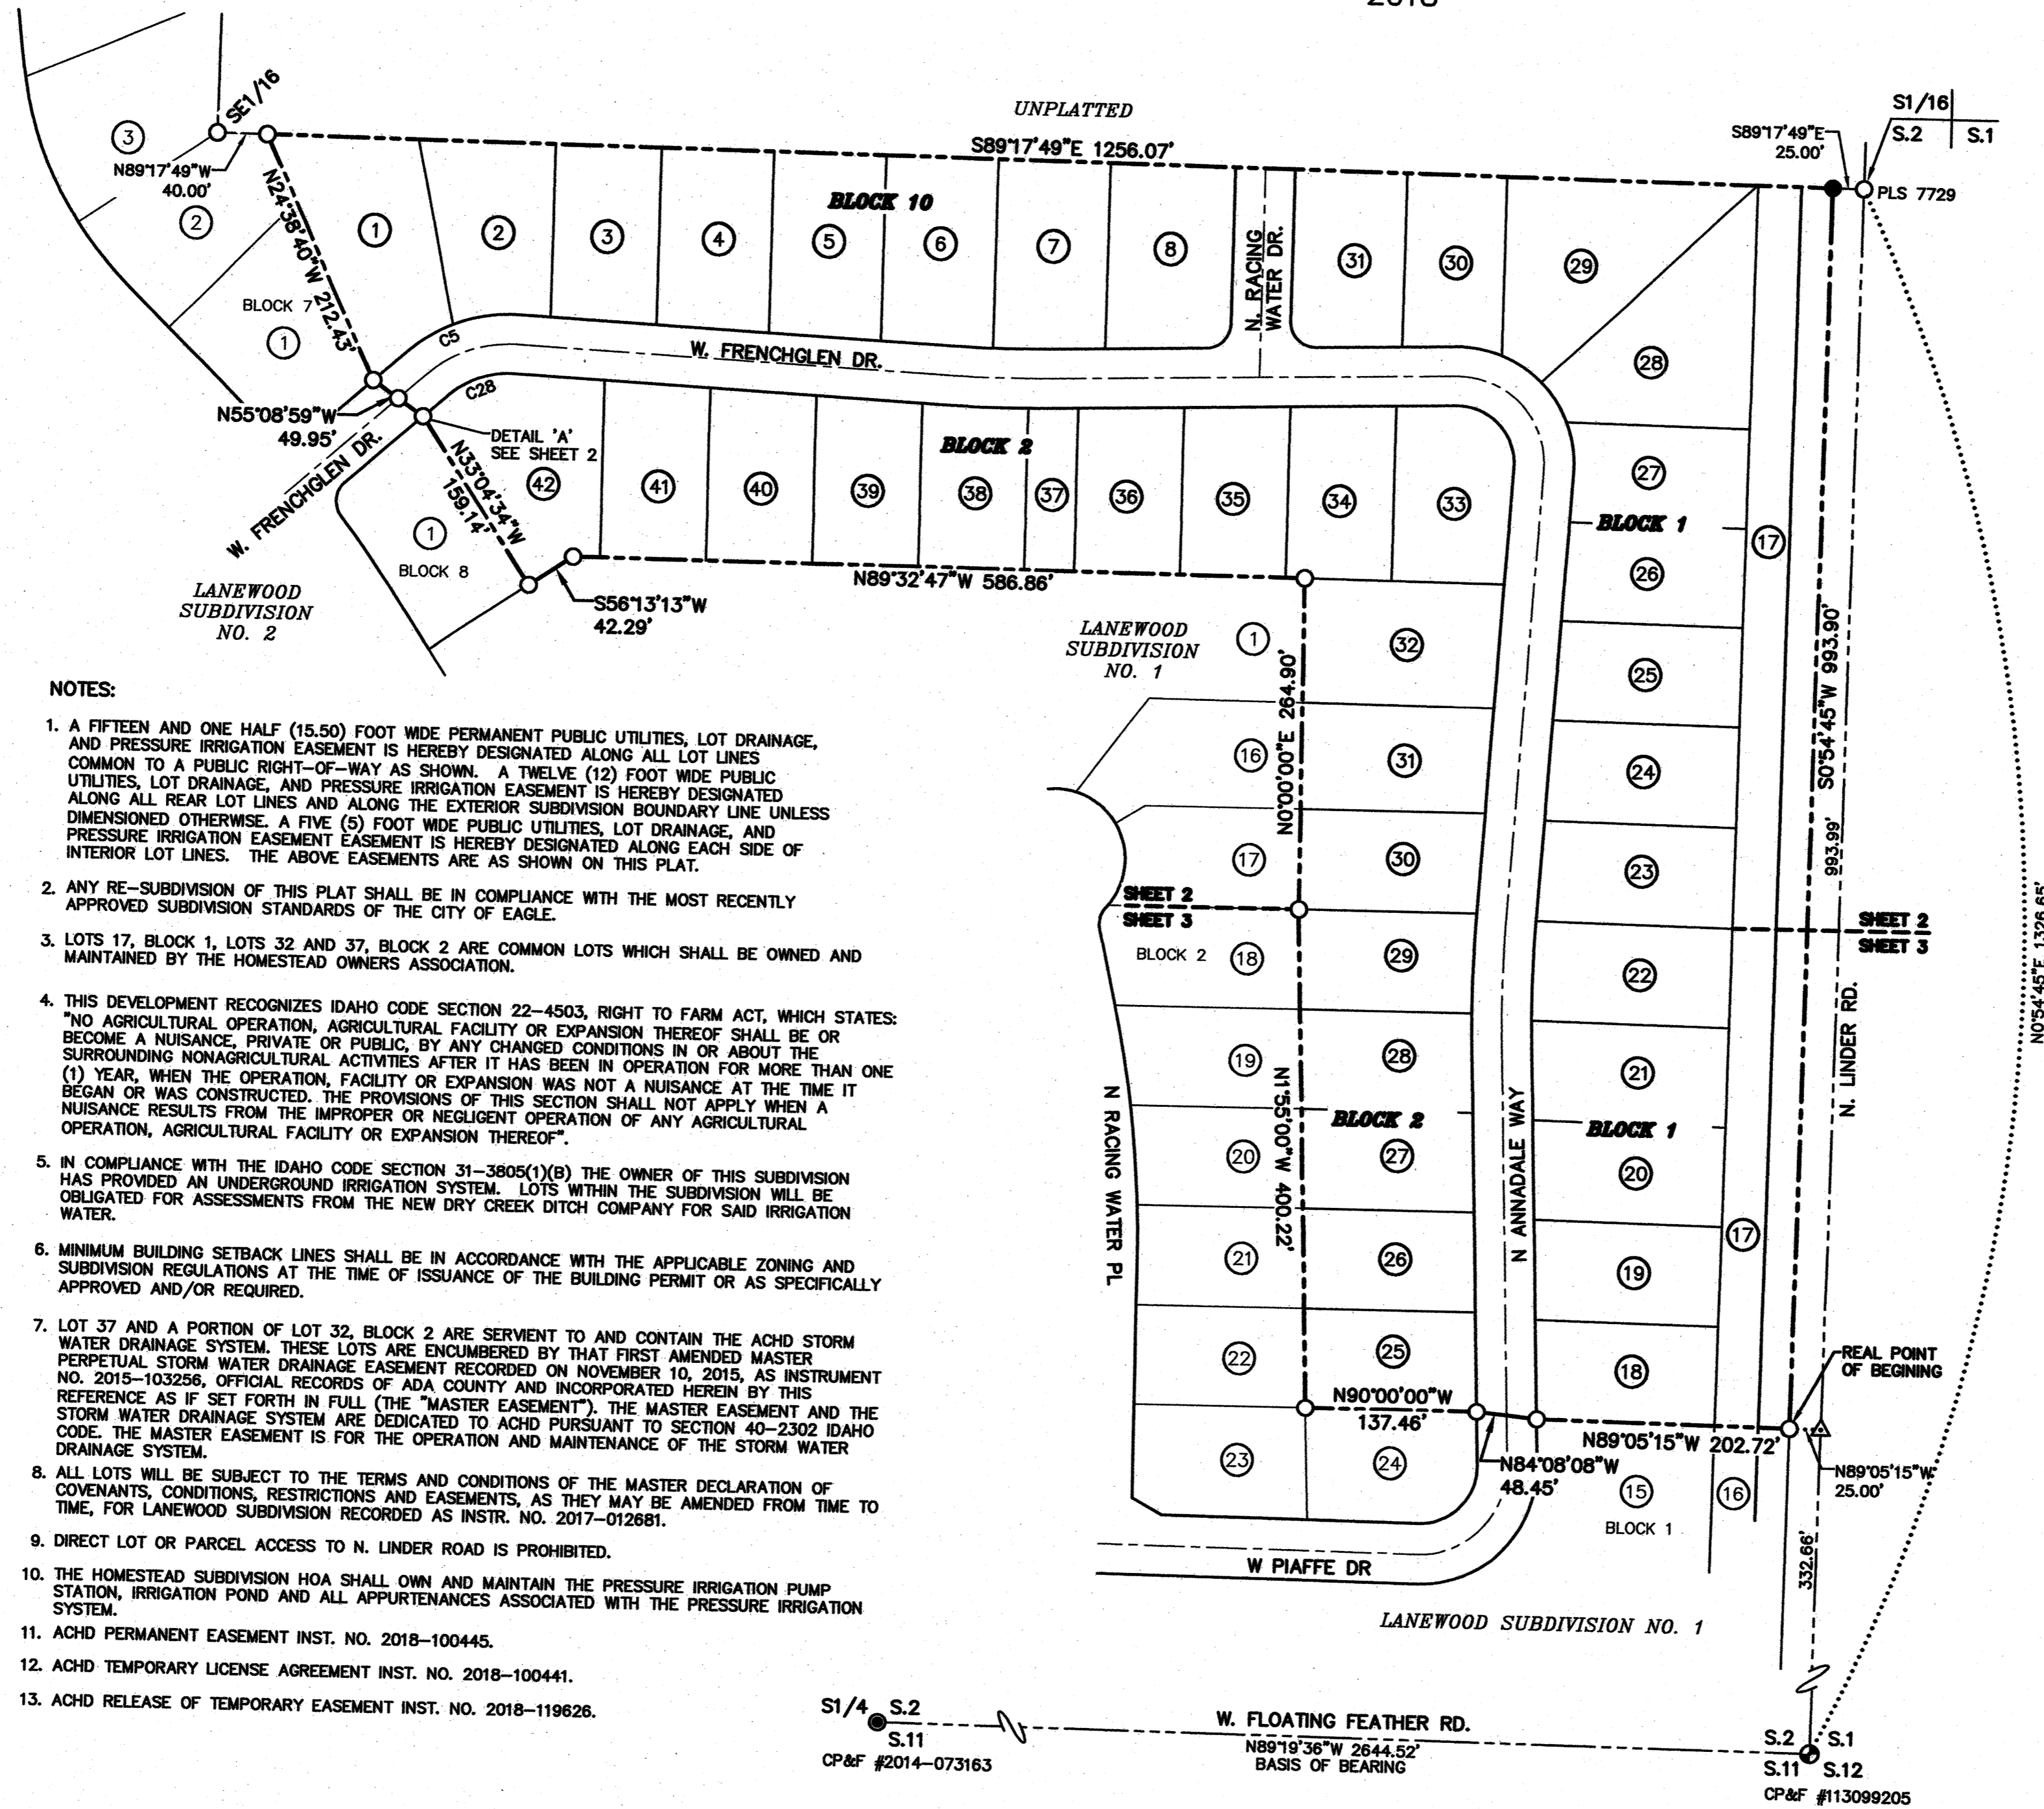 UNPLATTED
S89°17'49"E 1256.07'
S1/16
S.2 S.1
S89°17'49"E
25.00'
PLS 7729
SE1/16
3
N89°17'49"W
40.00'
2
N24°38'40"W 212.43'
BLOCK 7
1
BLOCK 10
1
2
3
4
5
6
7
8
N. RACING
WATER DR.
31
30
29
28
C5
W. FRENCHGLEN DR.
C28
N55°08'59"W
49.95'
W. FRENCHGLEN DR.
DETAIL 'A'
SEE SHEET 2
N33°04'34"W
159.14'
BLOCK 2
42
41
40
39
38
37
36
35
34
33
27
BLOCK 1
26
17
1
BLOCK 8
LANEWOOD
SUBDIVISION
NO. 2
S56°13'13"W
42.29'
N89°32'47"W 586.86'
LANEWOOD
SUBDIVISION
NO. 1
1
32
25
N0°00'00"E 264.90'
16
31
24
17
30
23
S0°54'45"W 993.90'
993.99'
N0°54'45"E 1326.65'
SHEET 2
SHEET 3
SHEET 2
SHEET 3
BLOCK 2
18
29
22
N. LINDER RD.
19
28
21
N RACING WATER PL
N1°55'00"W 400.22'
BLOCK 2
N ANNADALE WAY
BLOCK 1
20
27
20
21
26
19
17
22
25
18
REAL POINT
OF BEGINING
N90°00'00"W
137.46'
N89°05'15"W 202.72'
N84°08'08"W
48.45'
N89°05'15"W
25.00'
23
24
15
16
BLOCK 1
332.66'
W PIAFFE DR
LANEWOOD SUBDIVISION NO. 1
NOTES:
1. A FIFTEEN AND ONE HALF (15.50) FOOT WIDE PERMANENT PUBLIC UTILITIES, LOT DRAINAGE,
AND PRESSURE IRRIGATION EASEMENT IS HEREBY DESIGNATED ALONG ALL LOT LINES
COMMON TO A PUBLIC RIGHT-OF-WAY AS SHOWN. A TWELVE (12) FOOT WIDE PUBLIC
UTILITIES, LOT DRAINAGE, AND PRESSURE IRRIGATION EASEMENT IS HEREBY DESIGNATED
ALONG ALL REAR LOT LINES AND ALONG THE EXTERIOR SUBDIVISION BOUNDARY LINE UNLESS
DIMENSIONED OTHERWISE. A FIVE (5) FOOT WIDE PUBLIC UTILITIES, LOT DRAINAGE, AND
PRESSURE IRRIGATION EASEMENT EASEMENT IS HEREBY DESIGNATED ALONG EACH SIDE OF
INTERIOR LOT LINES. THE ABOVE EASEMENTS ARE AS SHOWN ON THIS PLAT.
2. ANY RE-SUBDIVISION OF THIS PLAT SHALL BE IN COMPLIANCE WITH THE MOST RECENTLY
APPROVED SUBDIVISION STANDARDS OF THE CITY OF EAGLE.
3. LOTS 17, BLOCK 1, LOTS 32 AND 37, BLOCK 2 ARE COMMON LOTS WHICH SHALL BE OWNED AND
MAINTAINED BY THE HOMESTEAD OWNERS ASSOCIATION.
4. THIS DEVELOPMENT RECOGNIZES IDAHO CODE SECTION 22-4503, RIGHT TO FARM ACT, WHICH STATES:
"NO AGRICULTURAL OPERATION, AGRICULTURAL FACILITY OR EXPANSION THEREOF SHALL BE OR
BECOME A NUISANCE, PRIVATE OR PUBLIC, BY ANY CHANGED CONDITIONS IN OR ABOUT THE
SURROUNDING NONAGRICULTURAL ACTIVITIES AFTER IT HAS BEEN IN OPERATION FOR MORE THAN ONE
(1) YEAR, WHEN THE OPERATION, FACILITY OR EXPANSION WAS NOT A NUISANCE AT THE TIME IT
BEGAN OR WAS CONSTRUCTED. THE PROVISIONS OF THIS SECTION SHALL NOT APPLY WHEN A
NUISANCE RESULTS FROM THE IMPROPER OR NEGLIGENT OPERATION OF ANY AGRICULTURAL
OPERATION, AGRICULTURAL FACILITY OR EXPANSION THEREOF".
5. IN COMPLIANCE WITH THE IDAHO CODE SECTION 31-3805(1)(B) THE OWNER OF THIS SUBDIVISION
HAS PROVIDED AN UNDERGROUND IRRIGATION SYSTEM. LOTS WITHIN THE SUBDIVISION WILL BE
OBLIGATED FOR ASSESSMENTS FROM THE NEW DRY CREEK DITCH COMPANY FOR SAID IRRIGATION
WATER.
6. MINIMUM BUILDING SETBACK LINES SHALL BE IN ACCORDANCE WITH THE APPLICABLE ZONING AND
SUBDIVISION REGULATIONS AT THE TIME OF ISSUANCE OF THE BUILDING PERMIT OR AS SPECIFICALLY
APPROVED AND/OR REQUIRED.
7. LOT 37 AND A PORTION OF LOT 32, BLOCK 2 ARE SERVIENT TO AND CONTAIN THE ACHD STORM
WATER DRAINAGE SYSTEM. THESE LOTS ARE ENCUMBERED BY THAT FIRST AMENDED MASTER
PERPETUAL STORM WATER DRAINAGE EASEMENT RECORDED ON NOVEMBER 10, 2015, AS INSTRUMENT
NO. 2015-103256, OFFICIAL RECORDS OF ADA COUNTY AND INCORPORATED HEREIN BY THIS
REFERENCE AS IF SET FORTH IN FULL (THE "MASTER EASEMENT"). THE MASTER EASEMENT AND THE
STORM WATER DRAINAGE SYSTEM ARE DEDICATED TO ACHD PURSUANT TO SECTION 40-2302 IDAHO
CODE. THE MASTER EASEMENT IS FOR THE OPERATION AND MAINTENANCE OF THE STORM WATER
DRAINAGE SYSTEM.
8. ALL LOTS WILL BE SUBJECT TO THE TERMS AND CONDITIONS OF THE MASTER DECLARATION OF
COVENANTS, CONDITIONS, RESTRICTIONS AND EASEMENTS, AS THEY MAY BE AMENDED FROM TIME TO
TIME, FOR LANEWOOD SUBDIVISION RECORDED AS INSTR. NO. 2017-012681.
9. DIRECT LOT OR PARCEL ACCESS TO N. LINDER ROAD IS PROHIBITED.
10. THE HOMESTEAD SUBDIVISION HOA SHALL OWN AND MAINTAIN THE PRESSURE IRRIGATION PUMP
STATION, IRRIGATION POND AND ALL APPURTENANCES ASSOCIATED WITH THE PRESSURE IRRIGATION
SYSTEM.
11. ACHD PERMANENT EASEMENT INST. NO. 2018-100445.
12. ACHD TEMPORARY LICENSE AGREEMENT INST. NO. 2018-100441.
13. ACHD RELEASE OF TEMPORARY EASEMENT INST. NO. 2018-119626.
S1/4 S.2
S.11
CP&F #2014-073163
W. FLOATING FEATHER RD.
N89°19'36"W 2644.52'
BASIS OF BEARING
S.2 S.1
S.11 S.12
CP&F #113099205